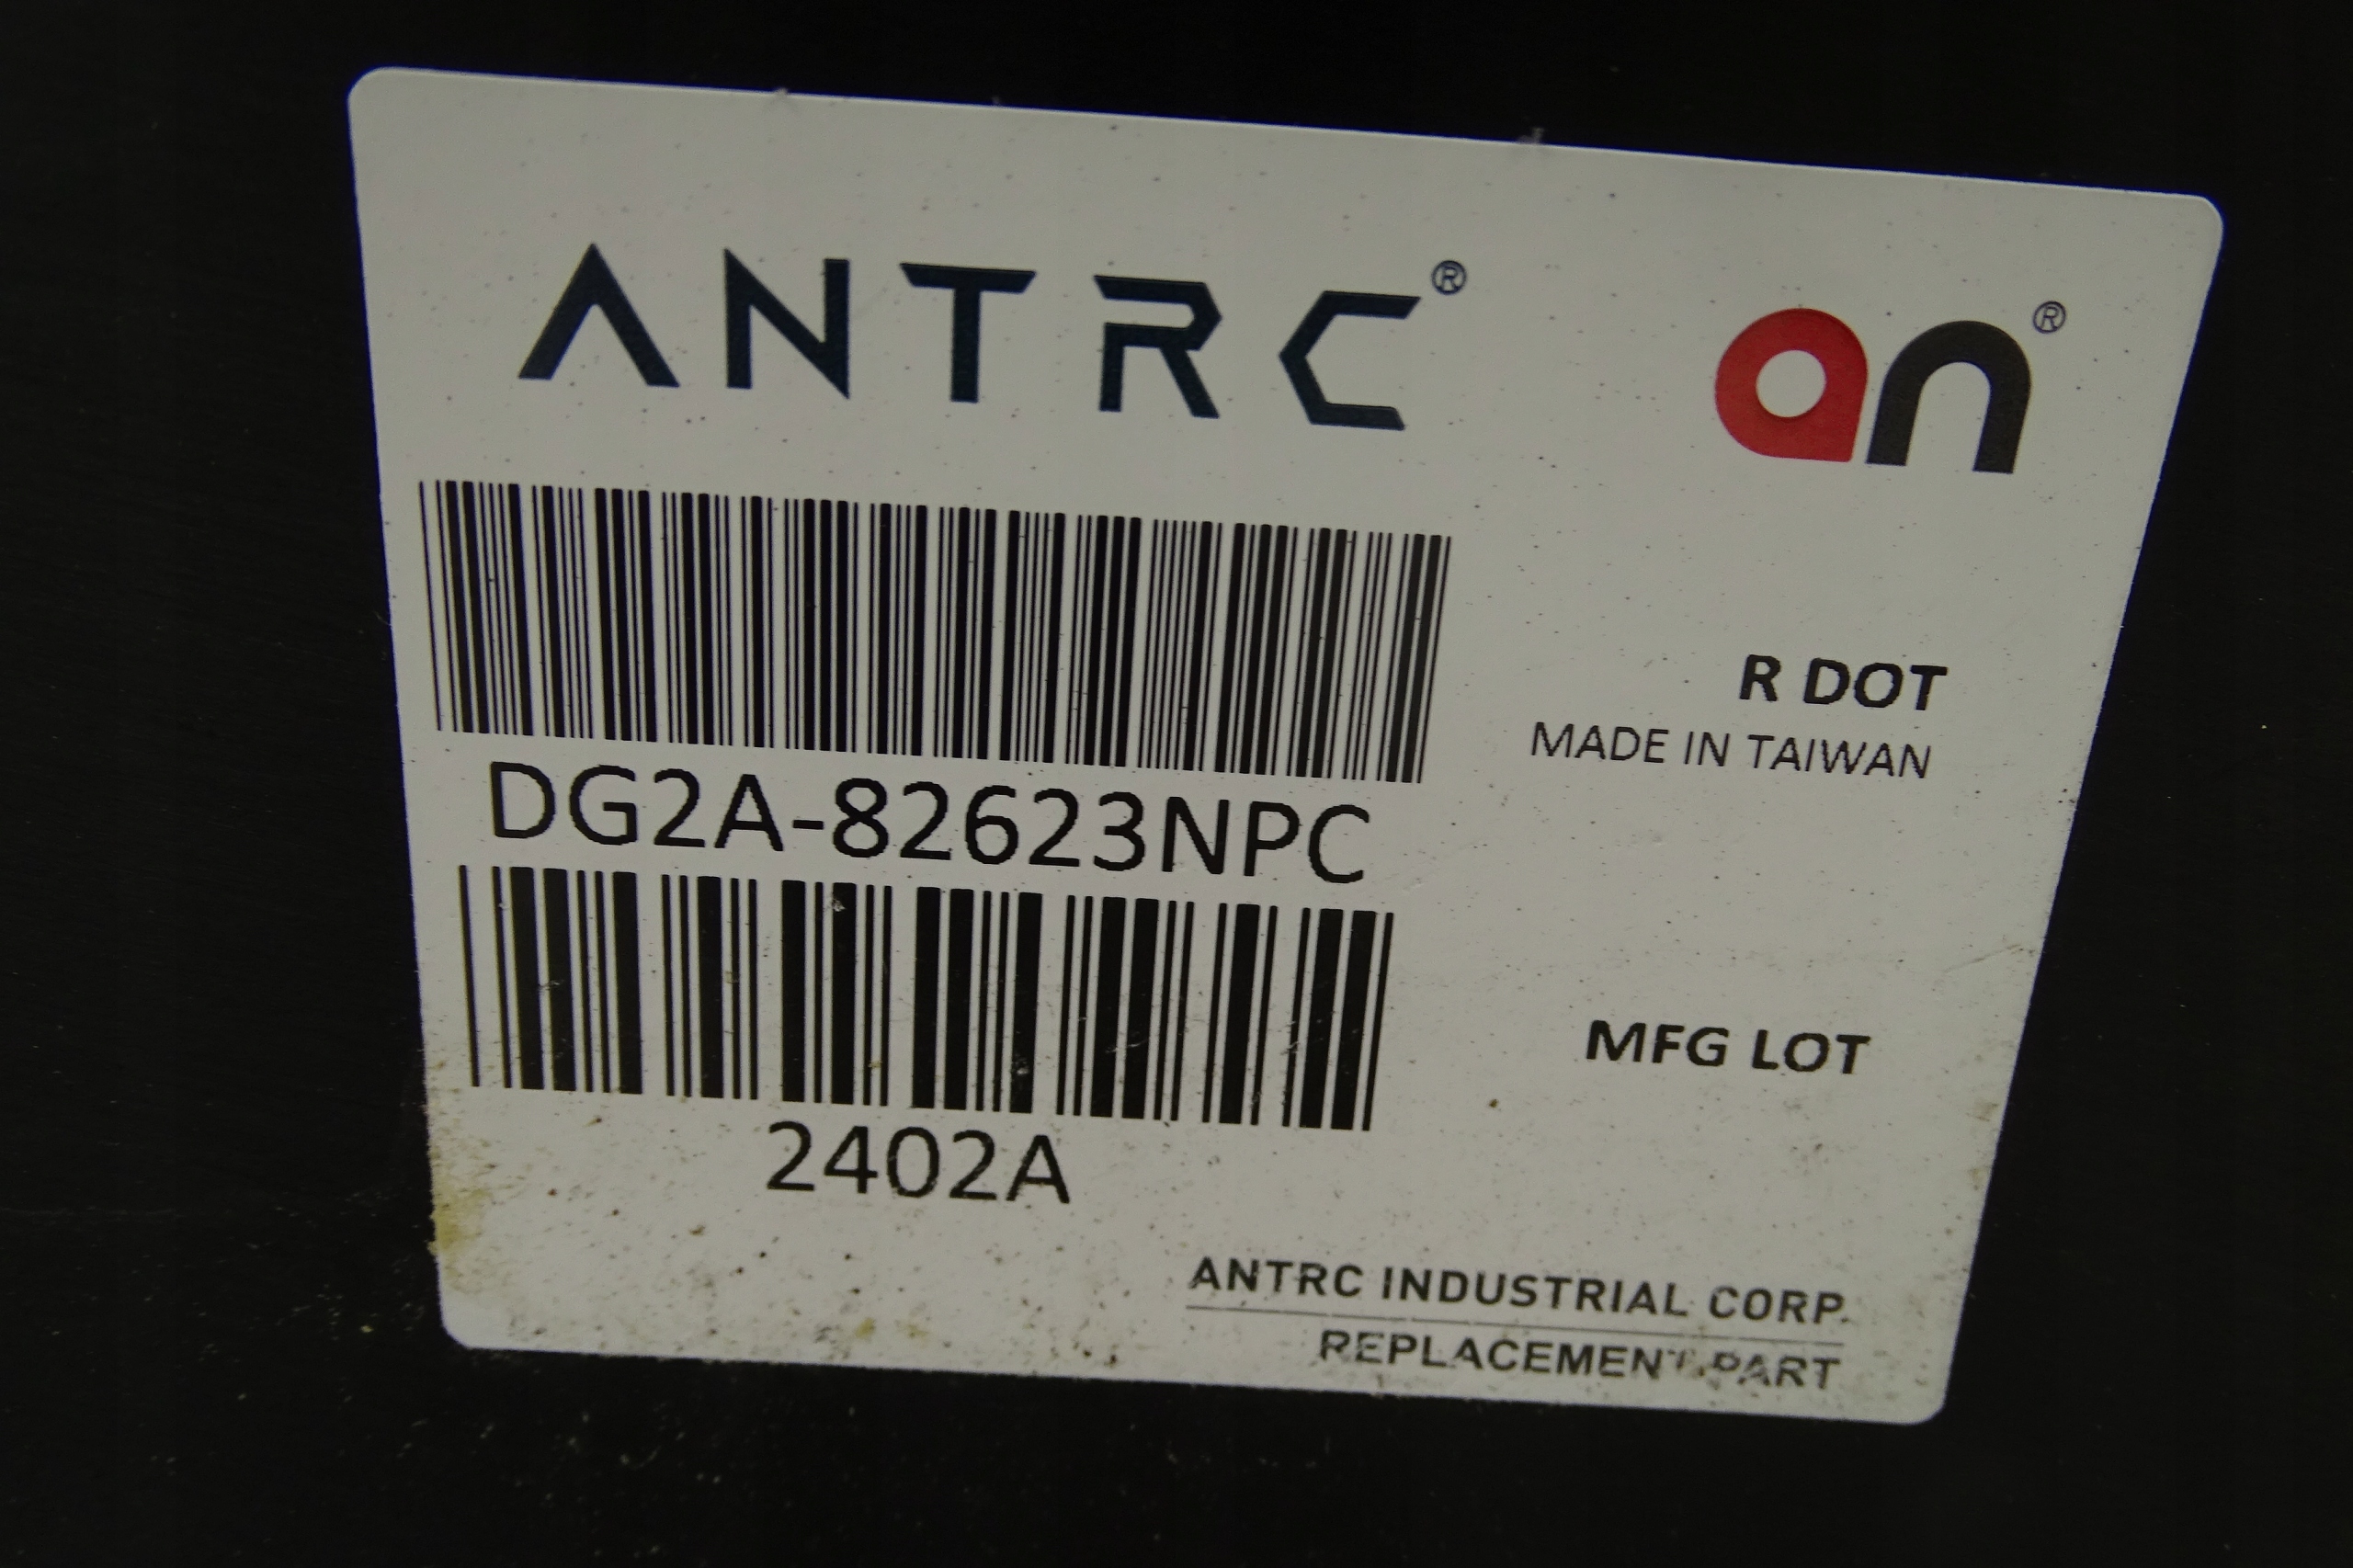 ANTRC®
an®
R DOT
MADE IN TAIWAN
DG2A-82623NPC
MFG LOT
2402A
ANTRC INDUSTRIAL CORP.
REPLACEMENT PART